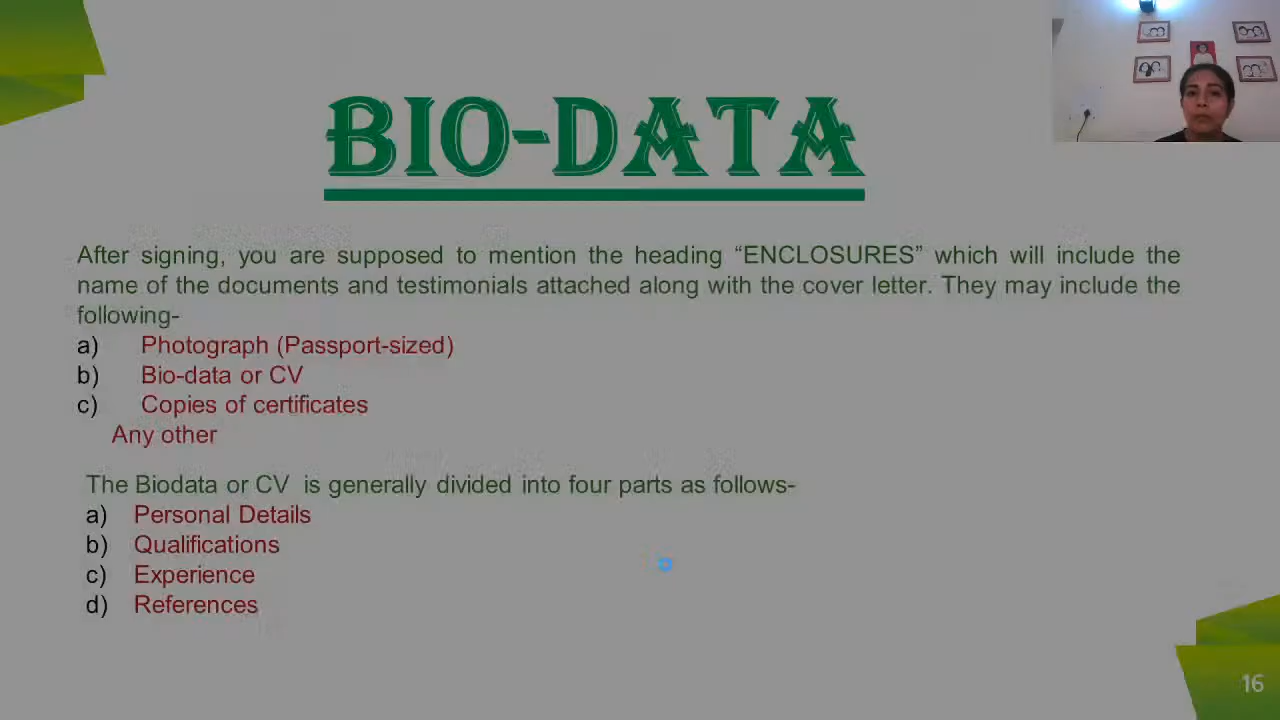 BIO-DATA
After signing, you are supposed to mention the heading “ENCLOSURES” which will include the
name of the documents and testimonials attached along with the cover letter. They may include the
following-
a) Photograph (Passport-sized)
b) Bio-data or CV
c) Copies of certificates
Any other
The Biodata or CV is generally divided into four parts as follows-
a) Personal Details
b) Qualifications
c) Experience
d) References
16